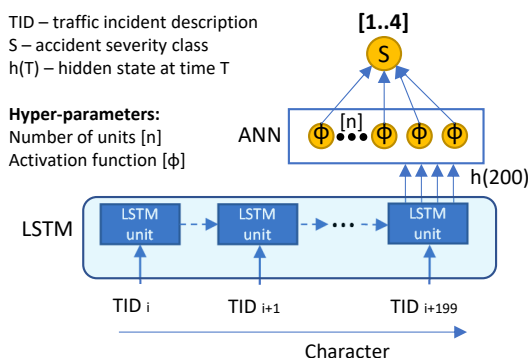 TID – traffic incident description
S – accident severity class
h(T) – hidden state at time T
Hyper-parameters:
Number of units [n]
Activation function [ϕ]
[1..4]
S
ANN
[n]
ϕ ••• ϕ ϕ ϕ
h(200)
LSTM
LSTM unit
LSTM unit
...
LSTM unit
TID i
TID i+1
TID i+199
Character